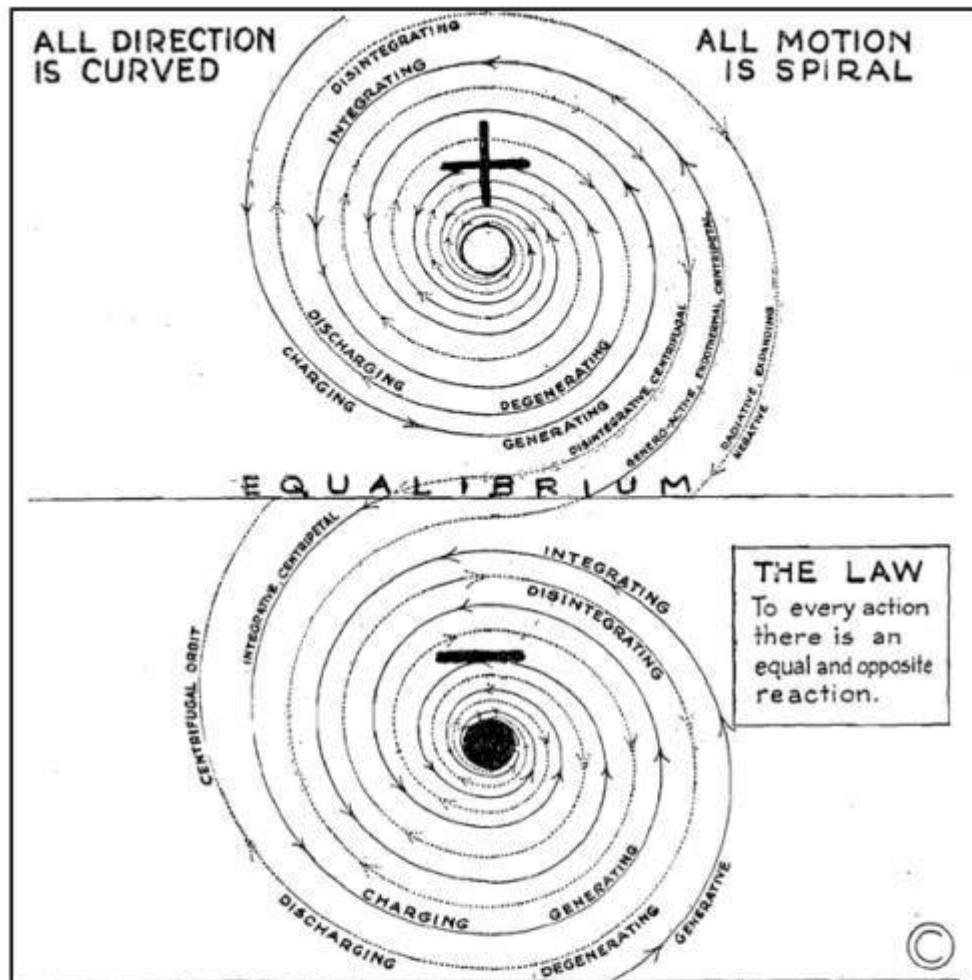 ALL DIRECTION
IS CURVED
ALL MOTION
IS SPIRAL
DISINTEGRATING
INTEGRATING
DISCHARGING
CHARGING
DEGENERATING
GENERATING
DISINTEGRATIVE CENTRIFUGAL
GENERO-ACTIVE, ENDOTHERMAL, CENTRIPETAL
RADIATIVE, EXPANDING
NEGATIVE
EQUALIBRIUM
INTEGRATIVE, CENTRIPETAL
CENTRIFUGAL ORBIT
INTEGRATING
DISINTEGRATING
THE LAW
To every action
there is an
equal and opposite
reaction.
CHARGING
GENERATING
DISCHARGING
DEGENERATING
GENERATIVE
©